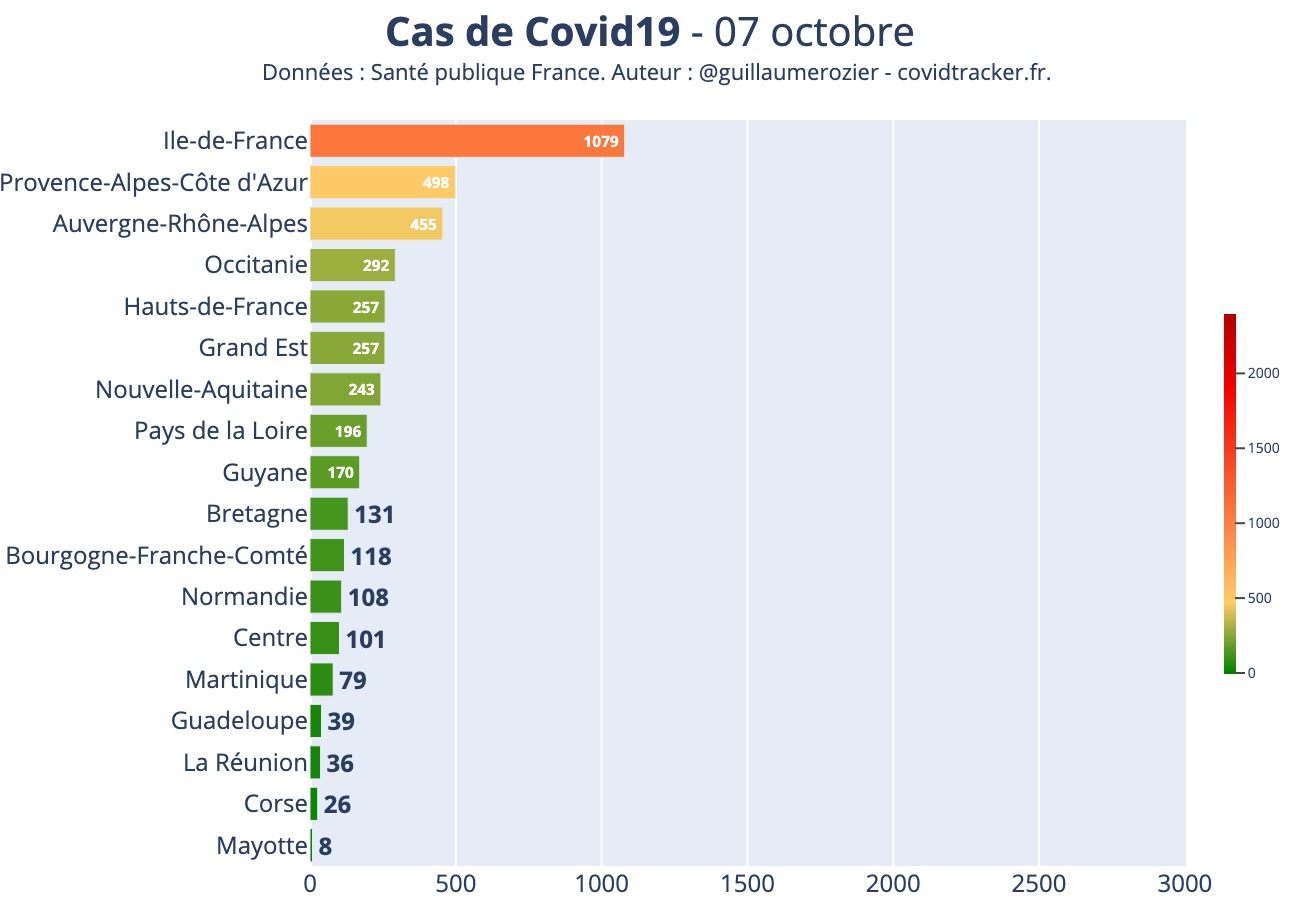 Cas de Covid19 - 07 octobre
Données : Santé publique France. Auteur : @guillaumerozier - covidtracker.fr.
Ile-de-France 1079
Provence-Alpes-Côte d'Azur 498
Auvergne-Rhône-Alpes 455
Occitanie 292
Hauts-de-France 257
Grand Est 257
Nouvelle-Aquitaine 243
Pays de la Loire 196
Guyane 170
Bretagne 131
Bourgogne-Franche-Comté 118
Normandie 108
Centre 101
Martinique 79
Guadeloupe 39
La Réunion 36
Corse 26
Mayotte 8
0 500 1000 1500 2000 2500 3000
2000
1500
1000
500
0